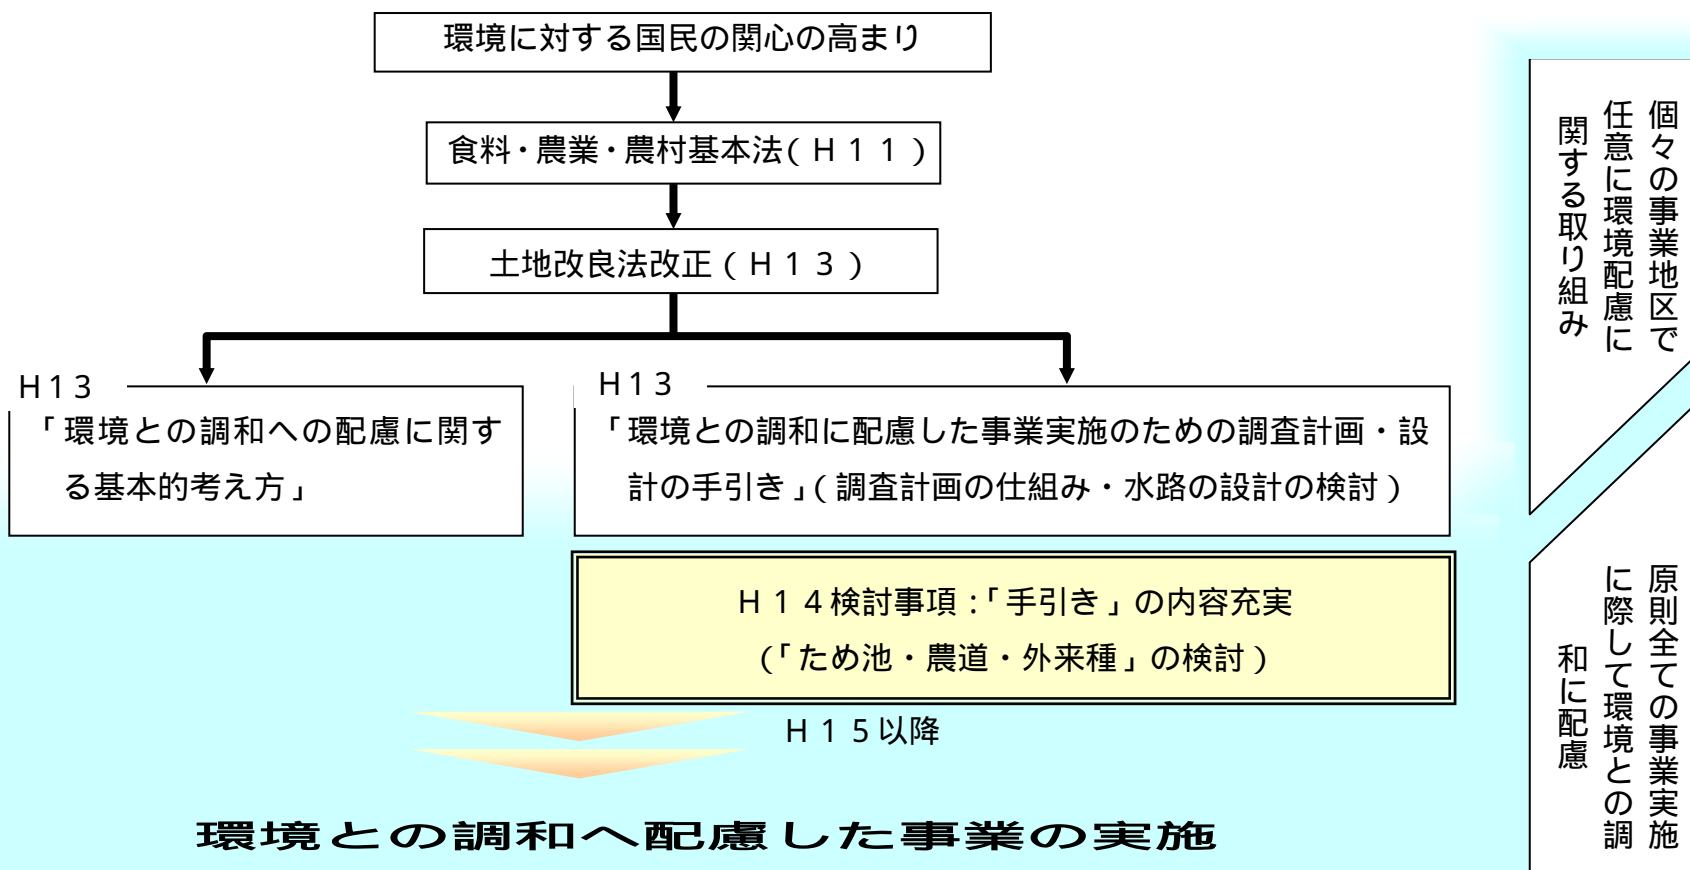 環境に対する国民の関心の高まり
食料・農業・農村基本法(H11)
土地改良法改正(H13)
H13
「環境との調和への配慮に関す
る基本的考え方」
H13
「環境との調和に配慮した事業実施のための調査計画・設
計の手引き」(調査計画の仕組み・水路の設計の検討)
H14検討事項:「手引き」の内容充実
(「ため池・農道・外来種」の検討)
H15以降
環境との調和へ配慮した事業の実施
個々の事業地区で
任意に環境配慮に
関する取り組み
原則全ての事業実施
に際して環境との調
和に配慮